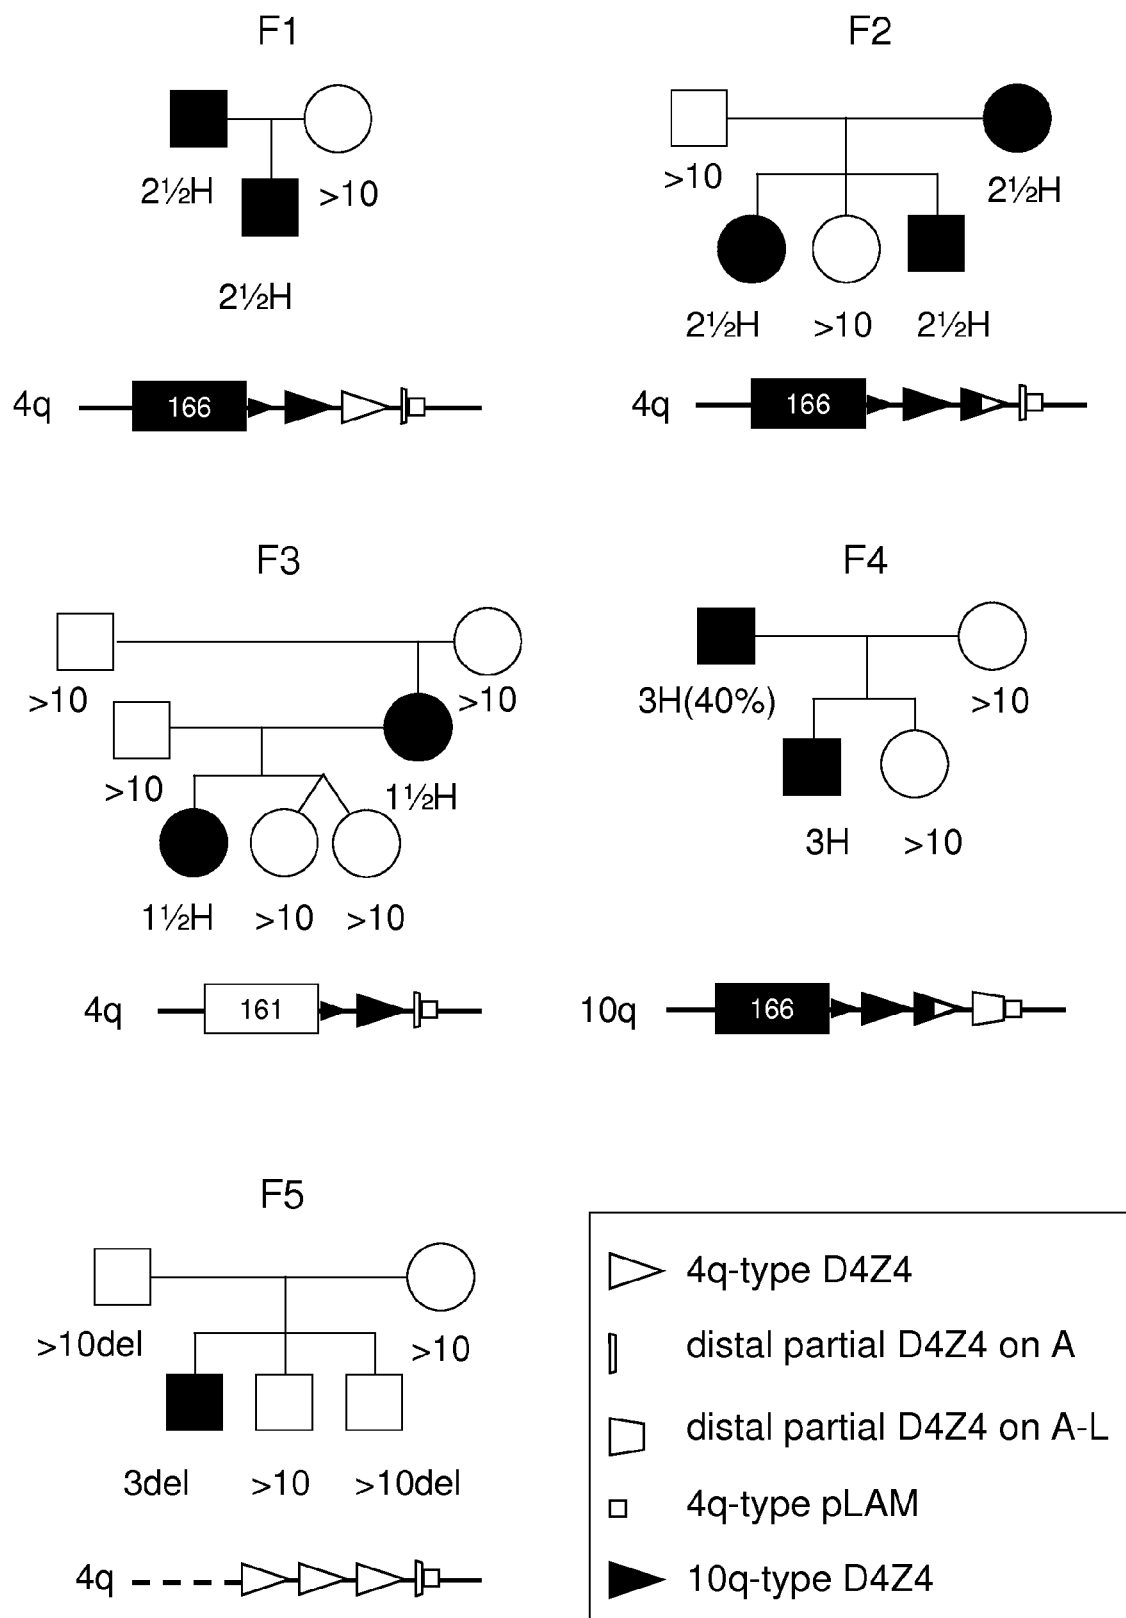 F1
F2
2½H
>10
2½H
>10
2½H
2½H
>10
2½H
4q 166
4q 166
F3
F4
>10
>10
>10
1½H
1½H
>10
>10
3H(40%)
>10
3H
>10
4q 161
10q 166
F5
>10del
>10
3del
>10
>10del
4q
4q-type D4Z4
distal partial D4Z4 on A
distal partial D4Z4 on A-L
4q-type pLAM
10q-type D4Z4